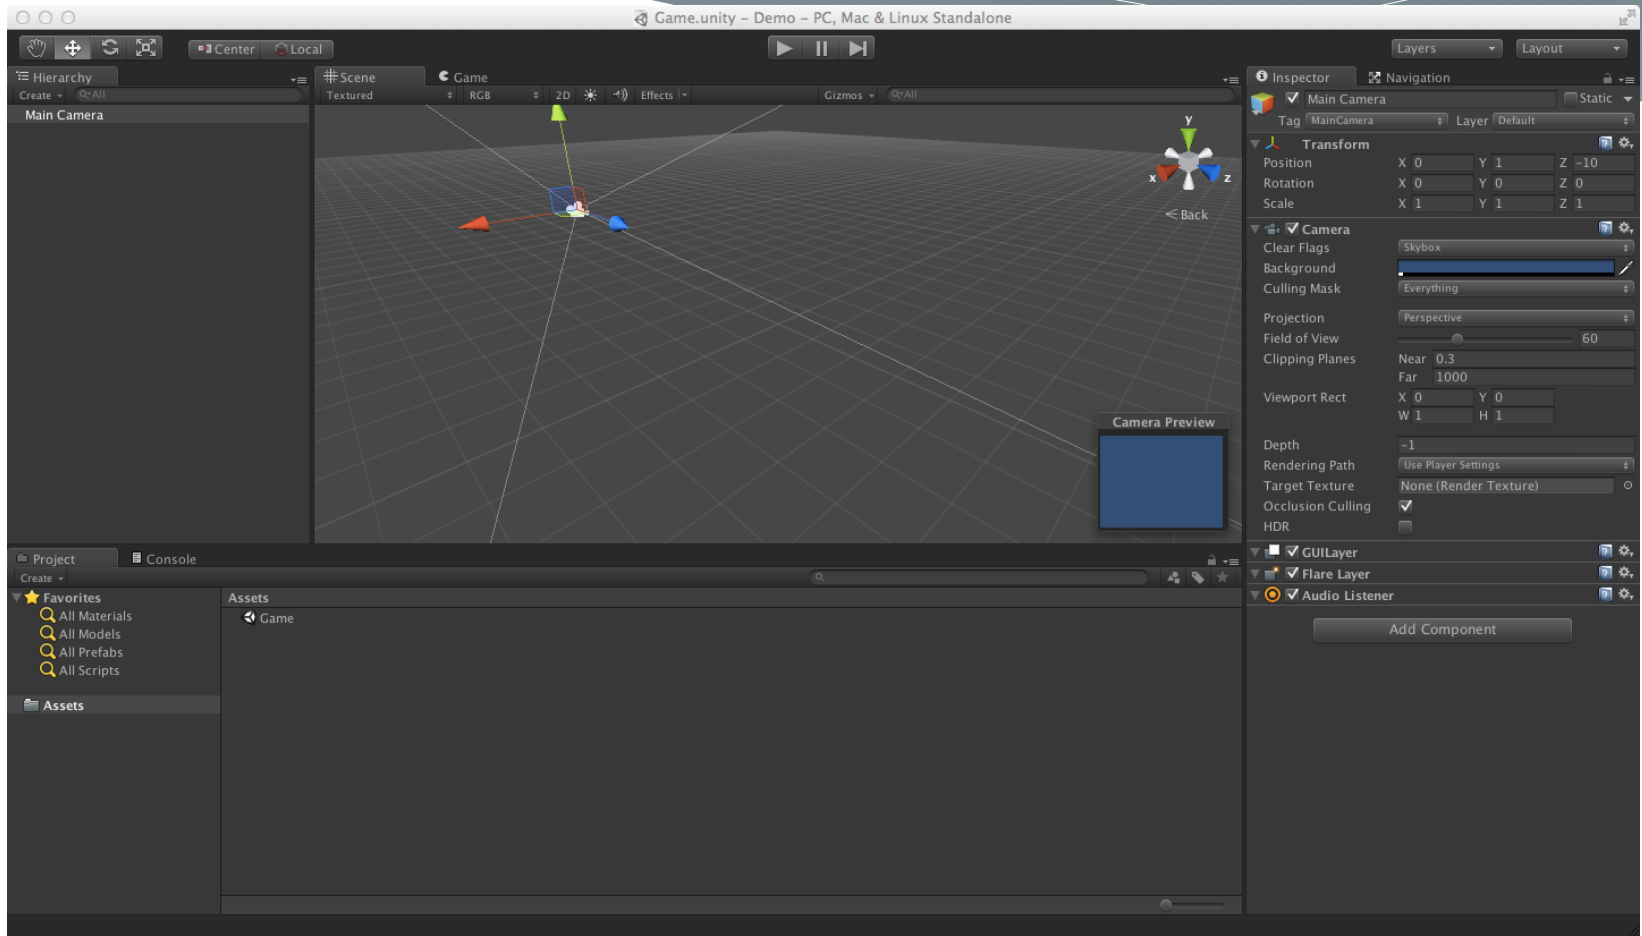 Game.unity – Demo – PC, Mac & Linux Standalone
Center Local
Layers Layout
Hierarchy
Create All
Main Camera
Scene Game
Textured RGB 2D Effects Gizmos All
y
x z
Back
Camera Preview
Inspector Navigation
Main Camera Static
Tag MainCamera Layer Default
Transform
Position X 0 Y 1 Z -10
Rotation X 0 Y 0 Z 0
Scale X 1 Y 1 Z 1
Camera
Clear Flags Skybox
Background
Culling Mask Everything
Projection Perspective
Field of View 60
Clipping Planes Near 0.3
Far 1000
Viewport Rect X 0 Y 0
W 1 H 1
Depth -1
Rendering Path Use Player Settings
Target Texture None (Render Texture)
Occlusion Culling
HDR
GUILayer
Flare Layer
Audio Listener
Add Component
Project Console
Create
Favorites
All Materials
All Models
All Prefabs
All Scripts
Assets
Assets
Game